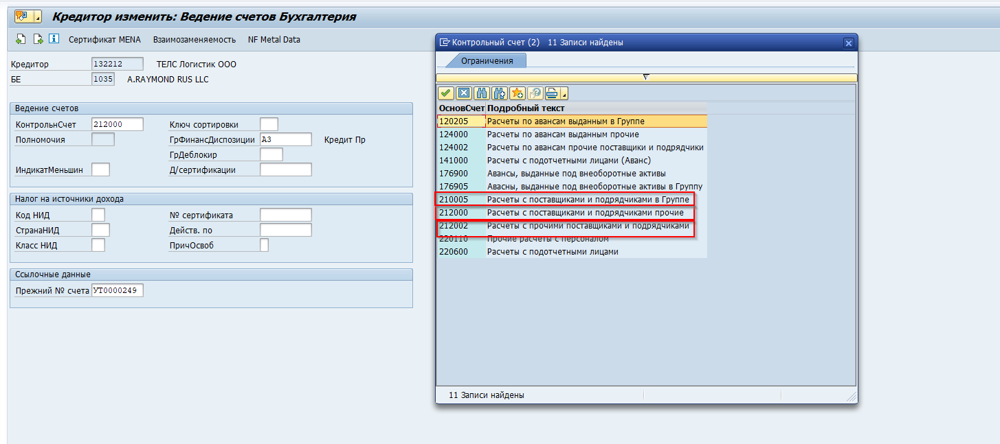 Кредитор изменить: Ведение счетов Бухгалтерия
Сертификат MENA Взаимозаменяемость NF Metal Data
Кредитор 132212 ТЕЛС Логистик ООО
БЕ 1035 A.RAYMOND RUS LLC
Ведение счетов
КонтрольнСчет 212000 Ключ сортировки
Полномочия ГрФинансДиспозиции A3 Кредит Пр
ГрДеблокир
ИндикатМеньшин Д/сертификации
Налог на источники дохода
Код НИД № сертификата
СтранаНИД Действ. по
Класс НИД ПричОсвоб
Ссылочные данные
Прежний № счета УТ0000249
Контрольный счет (2) 11 Записи найдены
Ограничения
ОсновСчет Подробный текст
120205 Расчеты по авансам выданным в Группе
124000 Расчеты по авансам выданным прочие
124002 Расчеты по авансам прочие поставщики и подрядчики
141000 Расчеты с подотчетными лицами (Аванс)
176900 Авансы, выданные под внеоборотные активы
176905 Авасны, выданные под внеоборотные активы в Группу
210005 Расчеты с поставщиками и подрядчиками в Группе
212000 Расчеты с поставщиками и подрядчиками прочие
212002 Расчеты с прочими поставщиками и подрядчиками
220110 Прочие расчеты с персоналом
220600 Расчеты с подотчетными лицами
11 Записи найдены